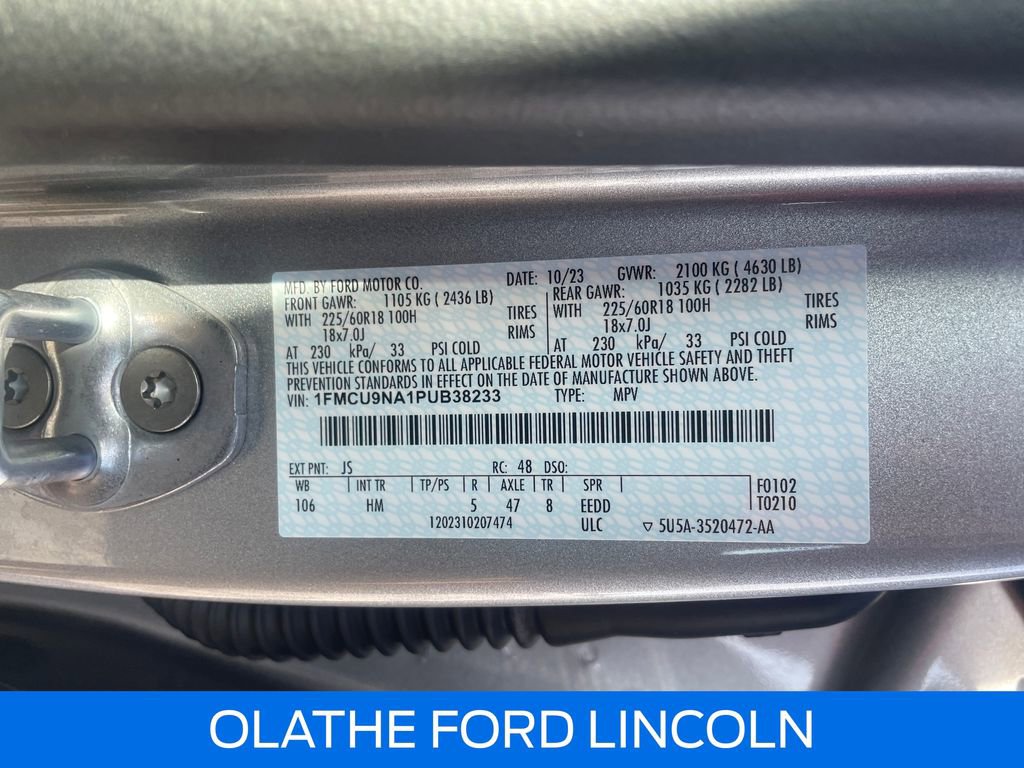 MFD. BY FORD MOTOR CO. DATE: 10/23 GVWR: 2100 KG ( 4630 LB)
FRONT GAWR: 1105 KG ( 2436 LB) REAR GAWR: 1035 KG ( 2282 LB)
WITH 225/60R18 100H TIRES WITH 225/60R18 100H TIRES
18x7.0J RIMS 18x7.0J RIMS
AT 230 kPa/ 33 PSI COLD AT 230 kPa/ 33 PSI COLD
THIS VEHICLE CONFORMS TO ALL APPLICABLE FEDERAL MOTOR VEHICLE SAFETY AND THEFT
PREVENTION STANDARDS IN EFFECT ON THE DATE OF MANUFACTURE SHOWN ABOVE.
VIN: 1FMCU9NA1PUB38233 TYPE: MPV
EXT PNT: JS RC: 48 DSO:
WB INT TR TP/PS R AXLE TR SPR F0102
106 HM 5 47 8 EEDD T0210
1202310207474 ULC ▽ 5U5A-3520472-AA
OLATHE FORD LINCOLN